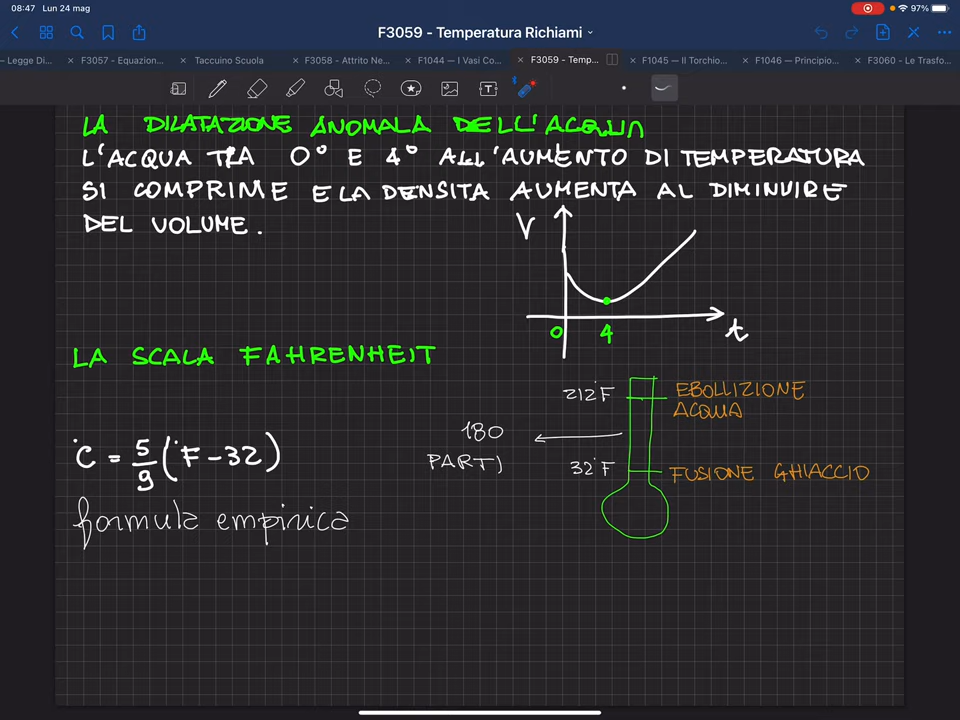 08:47 Lun 24 mag
97%
F3059 - Temperatura Richiami
– Legge Di...
F3057 - Equazion...
Taccuino Scuola
F3058 - Attrito Ne...
F1044 — I Vasi Co...
F3059 - Temp...
F1045 — Il Torchio...
F1046 — Principio...
F3060 - Le Trasfo...
LA DILATAZIONE ANOMALA DELL'ACQUA
L'ACQUA TRA 0° E 4° ALL'AUMENTO DI TEMPERATURA
SI COMPRIME E LA DENSITA AUMENTA AL DIMINUIRE
DEL VOLUME.
V
0
4
t
LA SCALA FAHRENHEIT
212°F
EBOLLIZIONE
ACQUA
180
PARTI
32°F
FUSIONE GHIACCIO
°C = 5/9 (°F - 32)
formula empirica